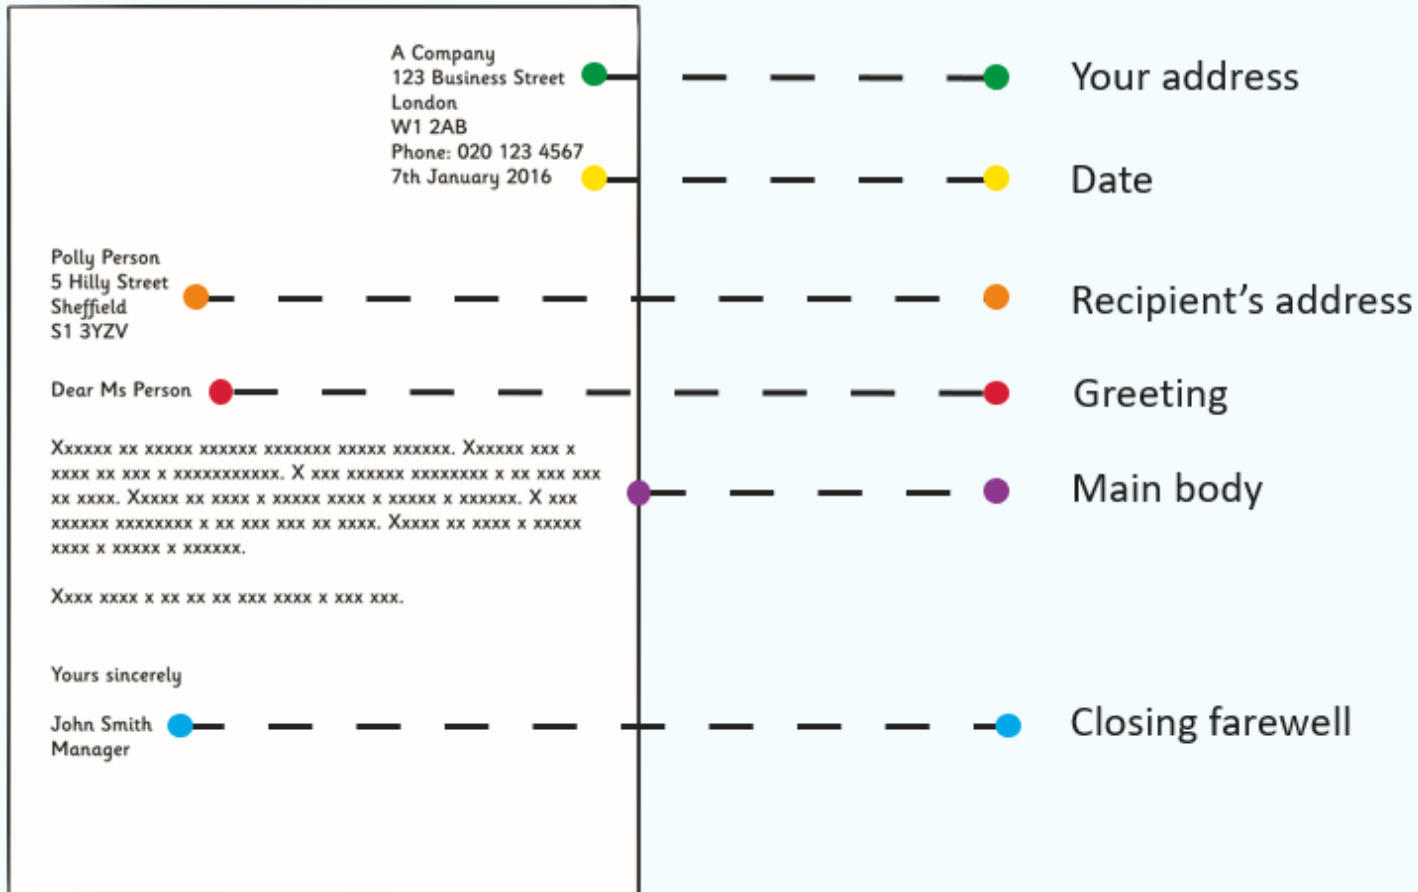 A Company
123 Business Street
London
W1 2AB
Phone: 020 123 4567
7th January 2016
Your address
Date
Polly Person
5 Hilly Street
Sheffield
S1 3YZV
Recipient’s address
Dear Ms Person
Greeting
Xxxxxx xx xxxxx xxxxxx xxxxxxx xxxxx xxxxxx. Xxxxxx xxx x
xxxx xx xxx x xxxxxxxxxxx. X xxx xxxxxx xxxxxxxx x xx xxx xxx
xx xxxx. Xxxxx xx xxxx x xxxxx xxxx x xxxxx x xxxxxx. X xxx
xxxxxx xxxxxxxx x xx xxx xxx xx xxxx. Xxxxx xx xxxx x xxxxx
xxxx x xxxxx x xxxxxx.
Xxxx xxxx x xx xx xx xxx xxxx x xxx xxx.
Main body
Yours sincerely
John Smith
Manager
Closing farewell